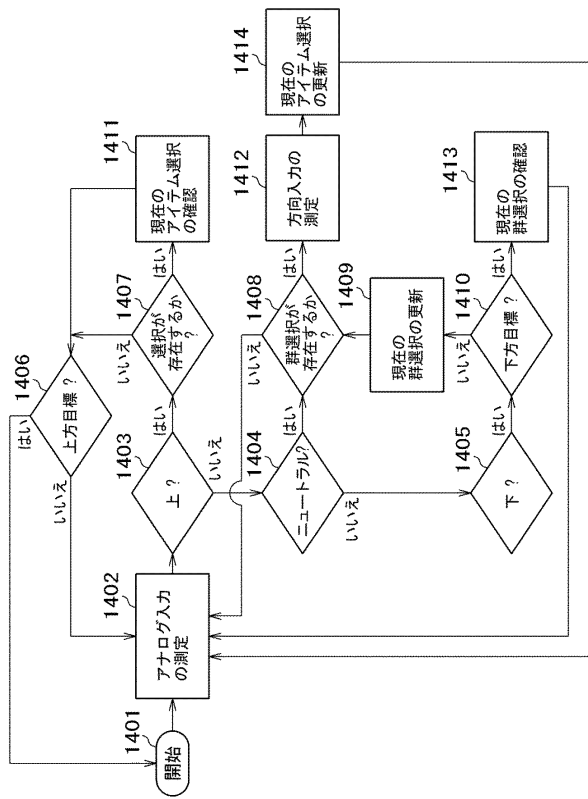 1401
開始
1402
アナログ入力
の測定
1403
上？
はい
いいえ
1404
ニュートラル？
はい
いいえ
1405
下？
はい
1406
上方目標？
はい
いいえ
1407
選択が
存在するか
？
はい
いいえ
1408
群選択が
存在するか
？
はい
いいえ
1409
現在の
群選択の更新
1410
下方目標？
はい
いいえ
1411
現在の
アイテム選択
の確認
1412
方向入力の
測定
1413
現在の
群選択の確認
1414
現在の
アイテム選択
の更新